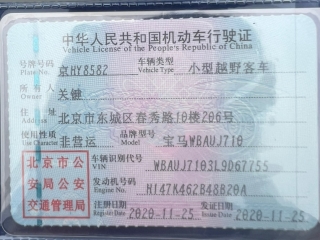 中华人民共和国机动车行驶证
Vehicle License of the People's Republic of China
号牌号码 京HY8582 车辆类型 小型越野客车
Plate No. Vehicle Type
所有人 关键
Owner
住址 北京市东城区春秀路10楼206号
Address
使用性质 非营运 品牌型号 宝马WBAUJ710
Use Character Model
北京市公
安局公安
交通管理局
车辆识别代号 WBAUJ7103L9D67755
VIN
发动机号码 H147K462B48B20A
Engine No.
注册日期 2020-11-25 发证日期 2020-11-25
Register Date Issue Date